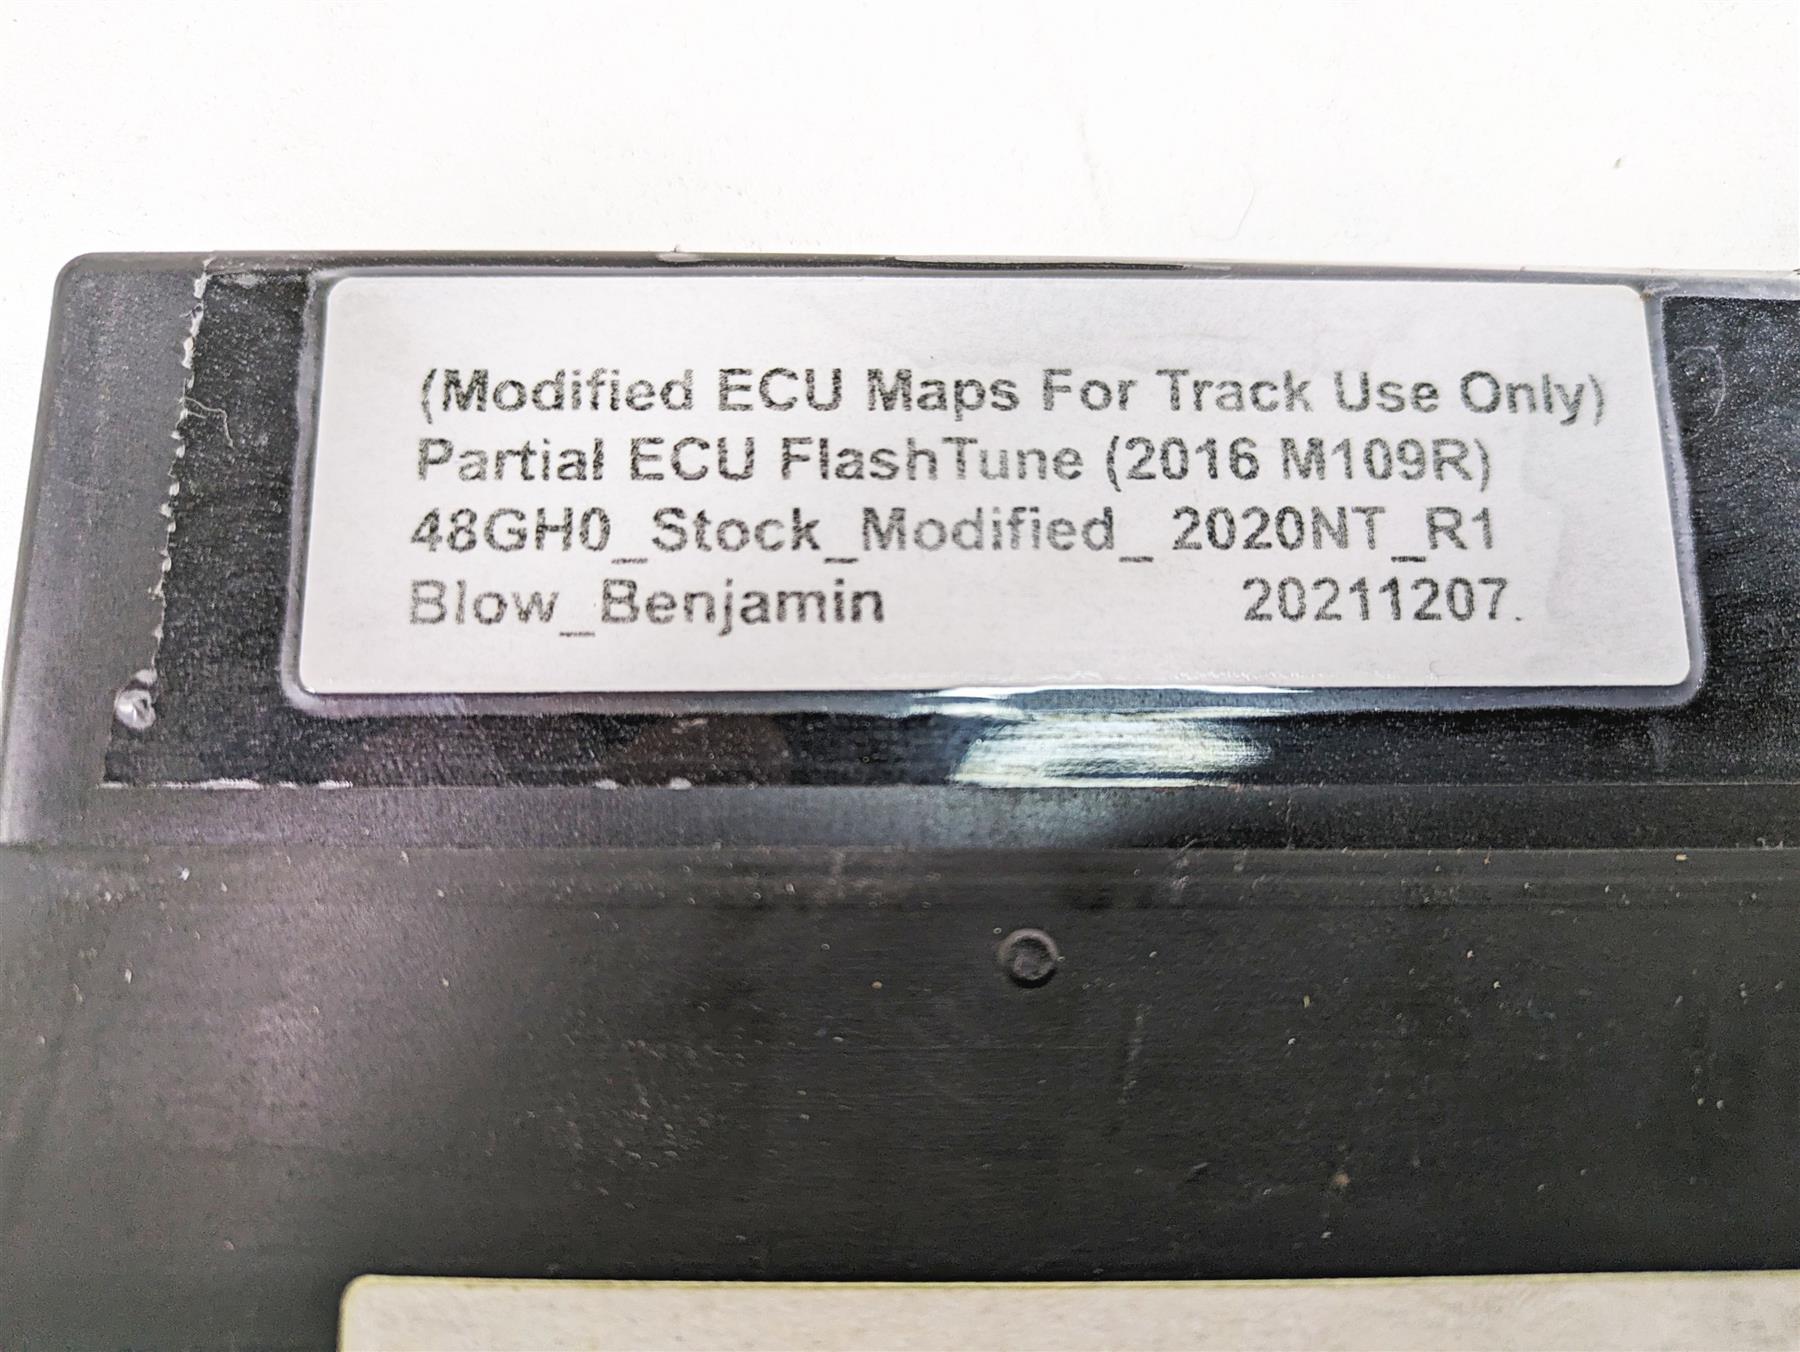 (Modified ECU Maps For Track Use Only)
Partial ECU FlashTune (2016 M109R)
48GH0_Stock_Modified_ 2020NT_R1
Blow_Benjamin 20211207.